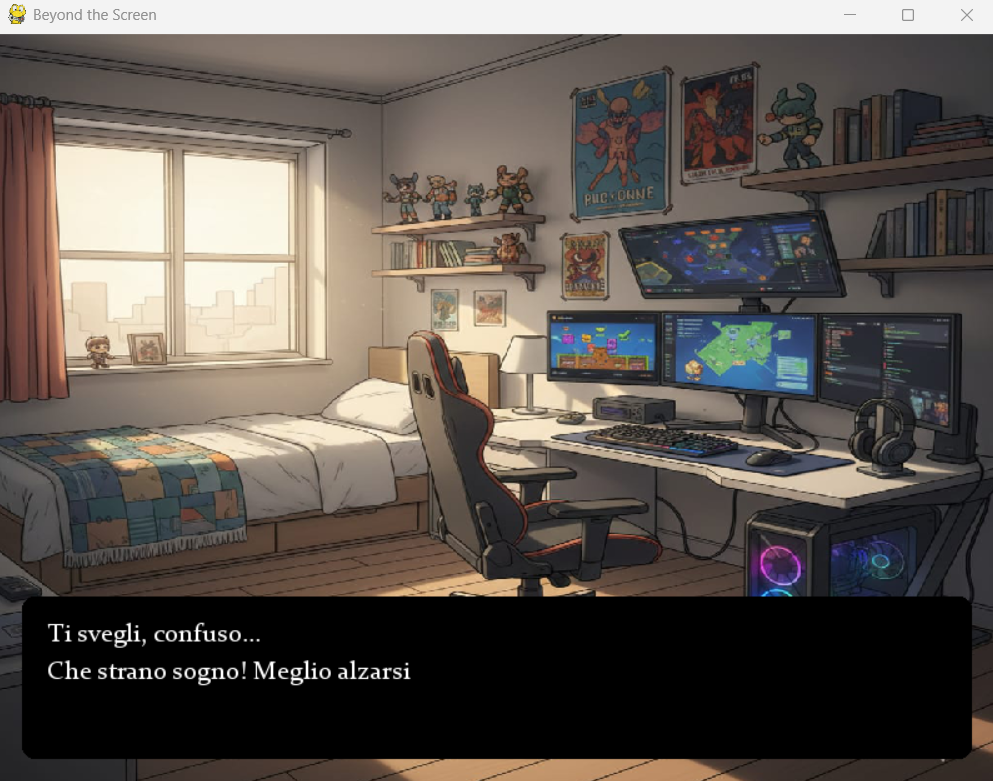 Beyond the Screen
Ti svegli, confuso...
Che strano sogno! Meglio alzarsi